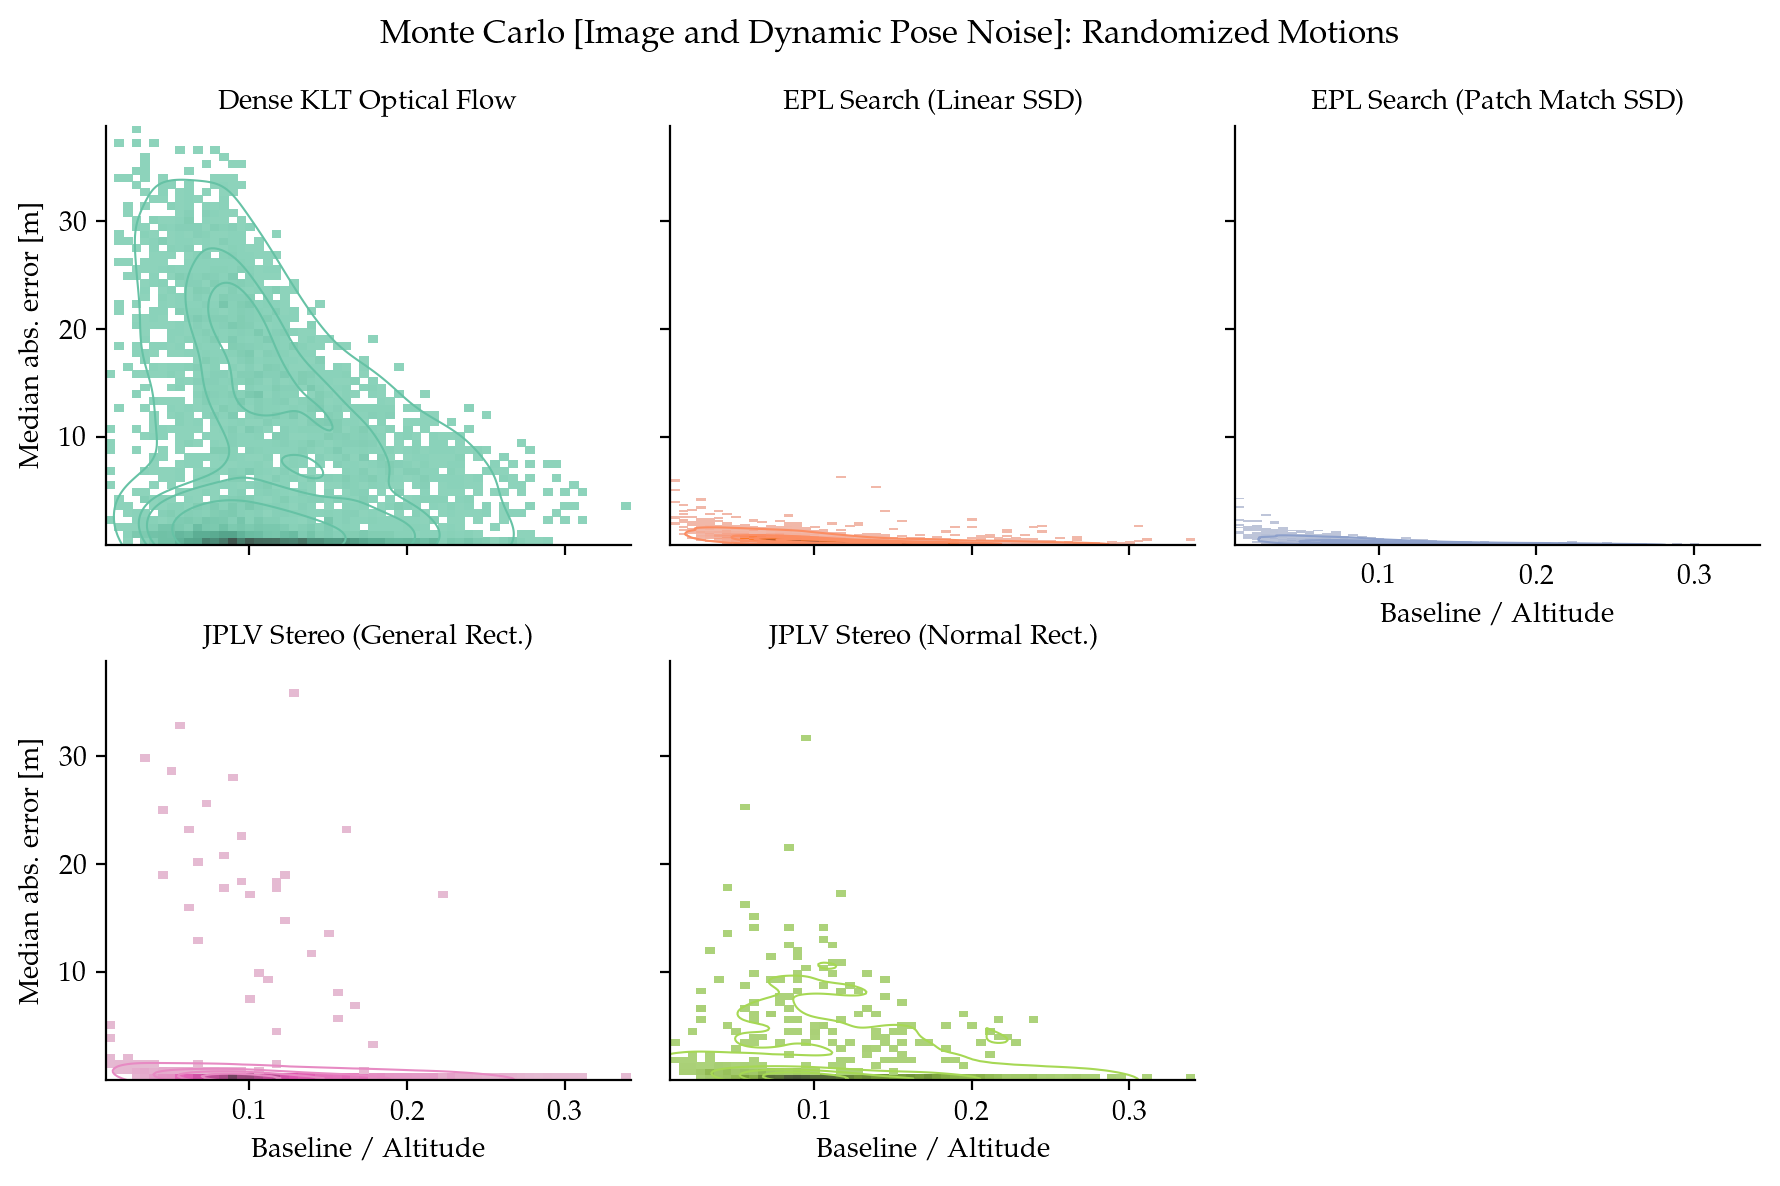 Monte Carlo [Image and Dynamic Pose Noise]: Randomized Motions
Dense KLT Optical Flow
EPL Search (Linear SSD)
EPL Search (Patch Match SSD)
Median abs. error [m]
30
20
10
0.1 0.2 0.3
Baseline / Altitude
JPLV Stereo (General Rect.)
JPLV Stereo (Normal Rect.)
Median abs. error [m]
30
20
10
0.1 0.2 0.3
Baseline / Altitude
0.1 0.2 0.3
Baseline / Altitude